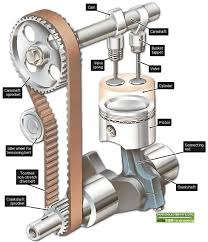 Cam
Camshaft
Camshaft
sprocket
Bucket
tappet
Valve
spring
Valve
Cylinder
Piston
Connecting
rod
Idler wheel for
tensioning belt
Toothed
non-stretch
drive belt
Crankshaft
sprocket
Crankshaft